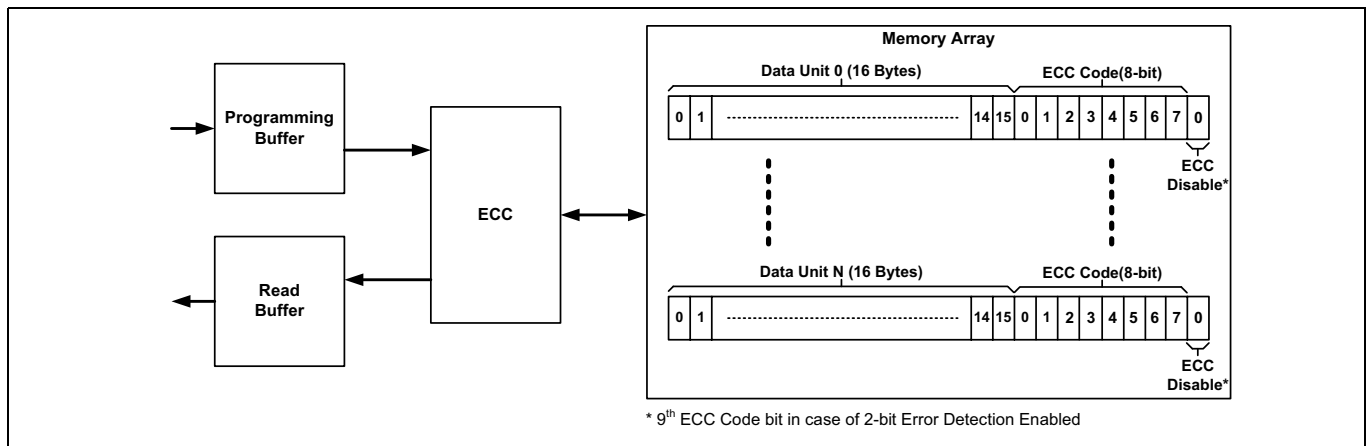 Memory Array
Data Unit 0 (16 Bytes) ECC Code(8-bit)
0 1 14 15 0 1 2 3 4 5 6 7 0
ECC
Disable*
Programming
Buffer
ECC
Read
Buffer
Data Unit N (16 Bytes) ECC Code(8-bit)
0 1 14 15 0 1 2 3 4 5 6 7 0
ECC
Disable*
* 9th ECC Code bit in case of 2-bit Error Detection Enabled